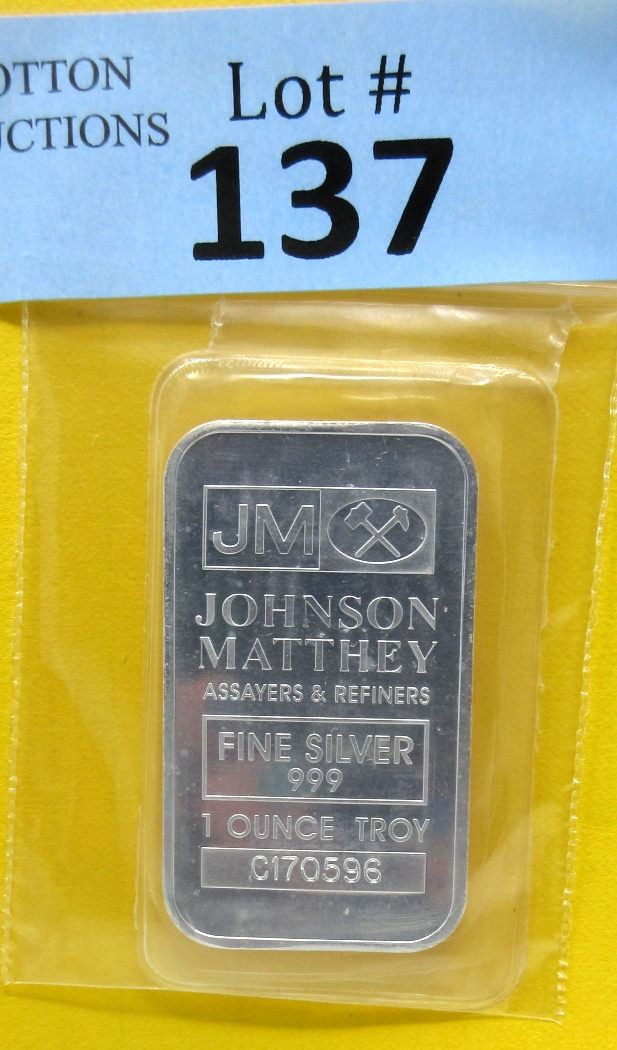 OTTON
UCTIONS
Lot #
137
JM
JOHNSON
MATTHEY
ASSAYERS & REFINERS
FINE SILVER
999
1 OUNCE TROY
C170596